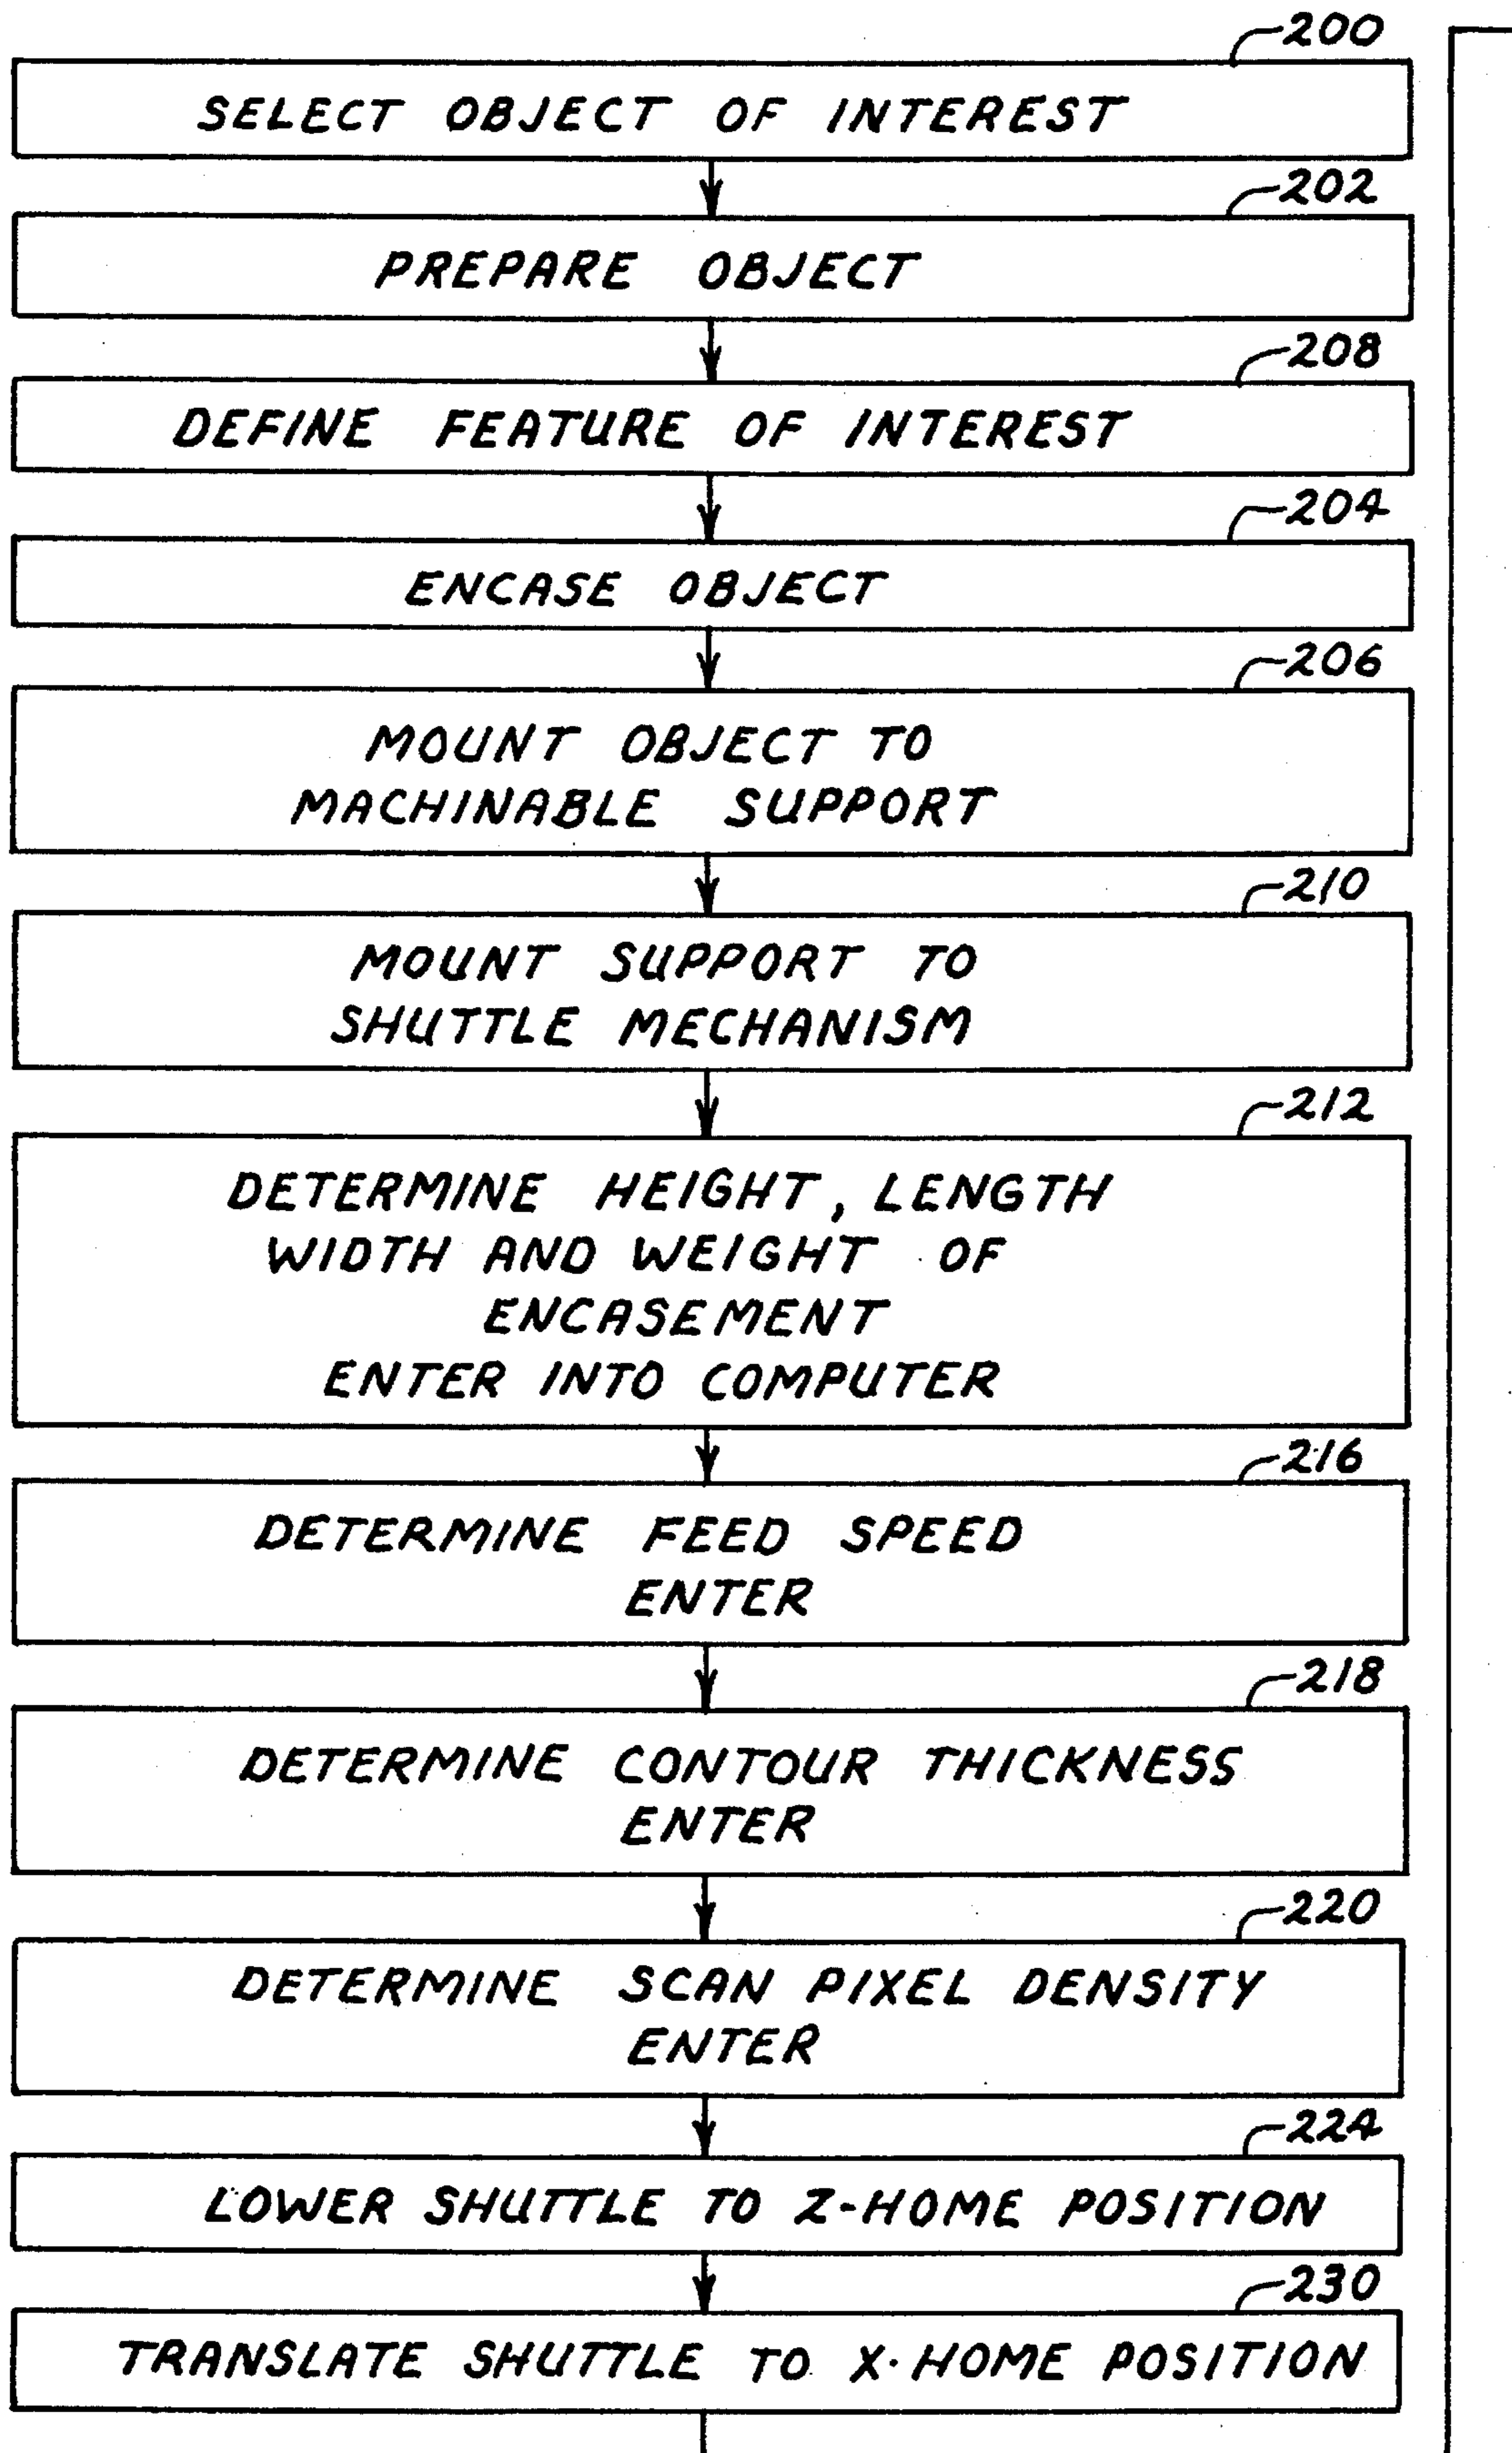 200
SELECT OBJECT OF INTEREST
202
PREPARE OBJECT
208
DEFINE FEATURE OF INTEREST
204
ENCASE OBJECT
206
MOUNT OBJECT TO
MACHINABLE SUPPORT
210
MOUNT SUPPORT TO
SHUTTLE MECHANISM
212
DETERMINE HEIGHT, LENGTH
WIDTH AND WEIGHT OF
ENCASEMENT
ENTER INTO COMPUTER
216
DETERMINE FEED SPEED
ENTER
218
DETERMINE CONTOUR THICKNESS
ENTER
220
DETERMINE SCAN PIXEL DENSITY
ENTER
224
LOWER SHUTTLE TO Z-HOME POSITION
230
TRANSLATE SHUTTLE TO X-HOME POSITION